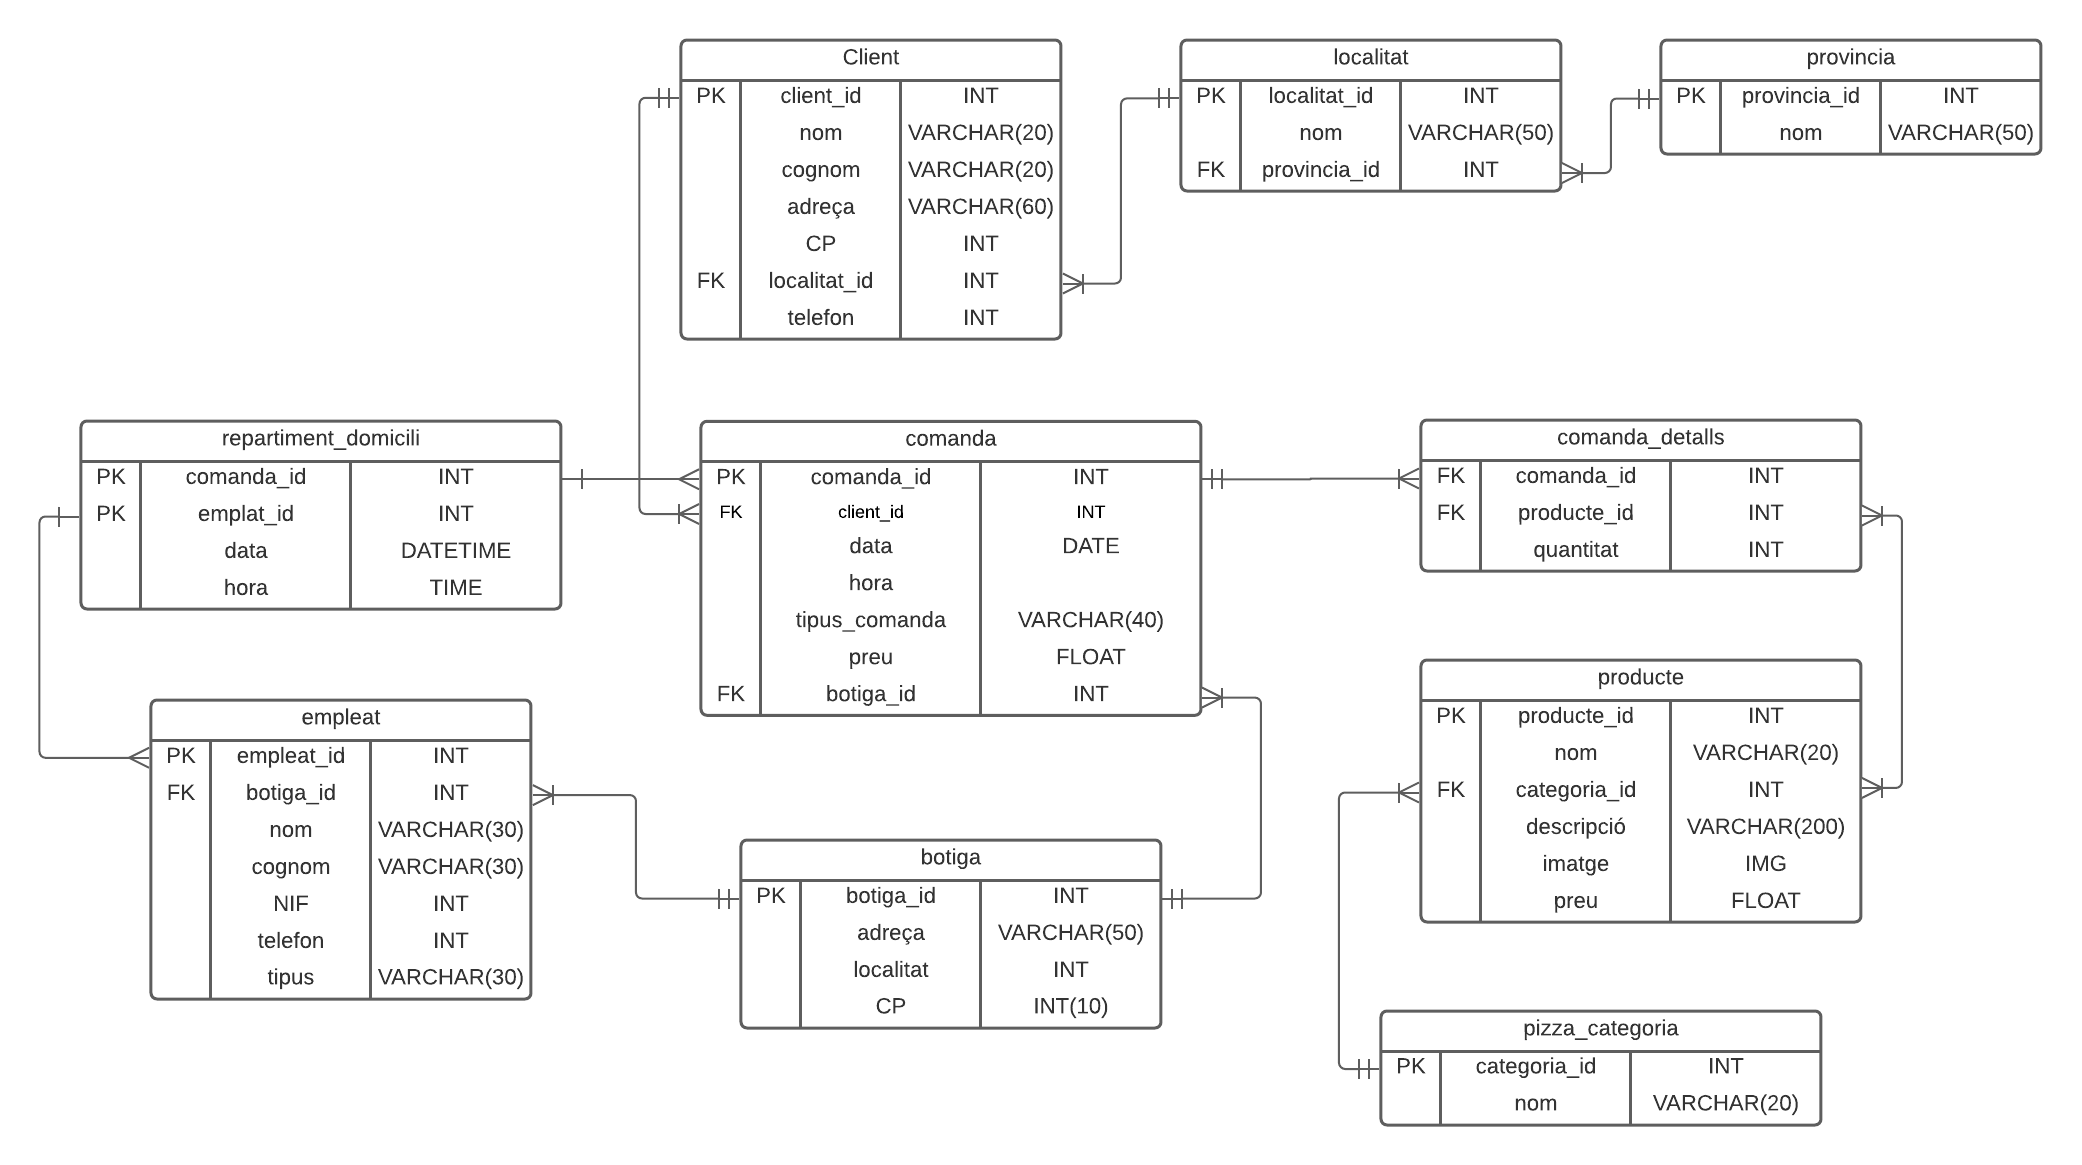 Client
PK client_id INT
nom VARCHAR(20)
cognom VARCHAR(20)
adreça VARCHAR(60)
CP INT
FK localitat_id INT
telefon INT
localitat
PK localitat_id INT
nom VARCHAR(50)
FK provincia_id INT
provincia
PK provincia_id INT
nom VARCHAR(50)
repartiment_domicili
PK comanda_id INT
PK emplat_id INT
data DATETIME
hora TIME
comanda
PK comanda_id INT
FK client_id INT
data DATE
hora
tipus_comanda VARCHAR(40)
preu FLOAT
FK botiga_id INT
comanda_detalls
FK comanda_id INT
FK producte_id INT
quantitat INT
empleat
PK empleat_id INT
FK botiga_id INT
nom VARCHAR(30)
cognom VARCHAR(30)
NIF INT
telefon INT
tipus VARCHAR(30)
botiga
PK botiga_id INT
adreça VARCHAR(50)
localitat INT
CP INT(10)
producte
PK producte_id INT
nom VARCHAR(20)
FK categoria_id INT
descripció VARCHAR(200)
imatge IMG
preu FLOAT
pizza_categoria
PK categoria_id INT
nom VARCHAR(20)